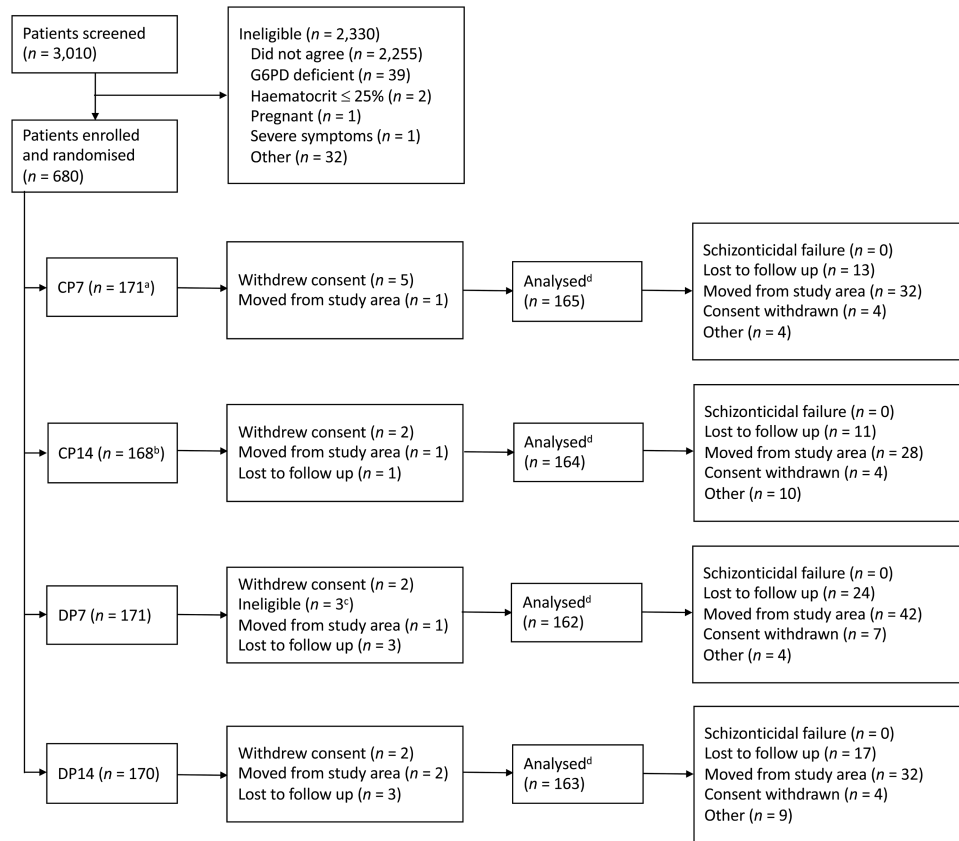 Patients screened
(n = 3,010)
Ineligible (n = 2,330)
Did not agree (n = 2,255)
G6PD deficient (n = 39)
Haematocrit ≤ 25% (n = 2)
Pregnant (n = 1)
Severe symptoms (n = 1)
Other (n = 32)
Patients enrolled
and randomised
(n = 680)
CP7 (n = 171ᵃ)
Withdrew consent (n = 5)
Moved from study area (n = 1)
Analysedᵈ
(n = 165)
Schizonticidal failure (n = 0)
Lost to follow up (n = 13)
Moved from study area (n = 32)
Consent withdrawn (n = 4)
Other (n = 4)
CP14 (n = 168ᵇ)
Withdrew consent (n = 2)
Moved from study area (n = 1)
Lost to follow up (n = 1)
Analysedᵈ
(n = 164)
Schizonticidal failure (n = 0)
Lost to follow up (n = 11)
Moved from study area (n = 28)
Consent withdrawn (n = 4)
Other (n = 10)
DP7 (n = 171)
Withdrew consent (n = 2)
Ineligible (n = 3ᶜ)
Moved from study area (n = 1)
Lost to follow up (n = 3)
Analysedᵈ
(n = 162)
Schizonticidal failure (n = 0)
Lost to follow up (n = 24)
Moved from study area (n = 42)
Consent withdrawn (n = 7)
Other (n = 4)
DP14 (n = 170)
Withdrew consent (n = 2)
Moved from study area (n = 2)
Lost to follow up (n = 3)
Analysedᵈ
(n = 163)
Schizonticidal failure (n = 0)
Lost to follow up (n = 17)
Moved from study area (n = 32)
Consent withdrawn (n = 4)
Other (n = 9)